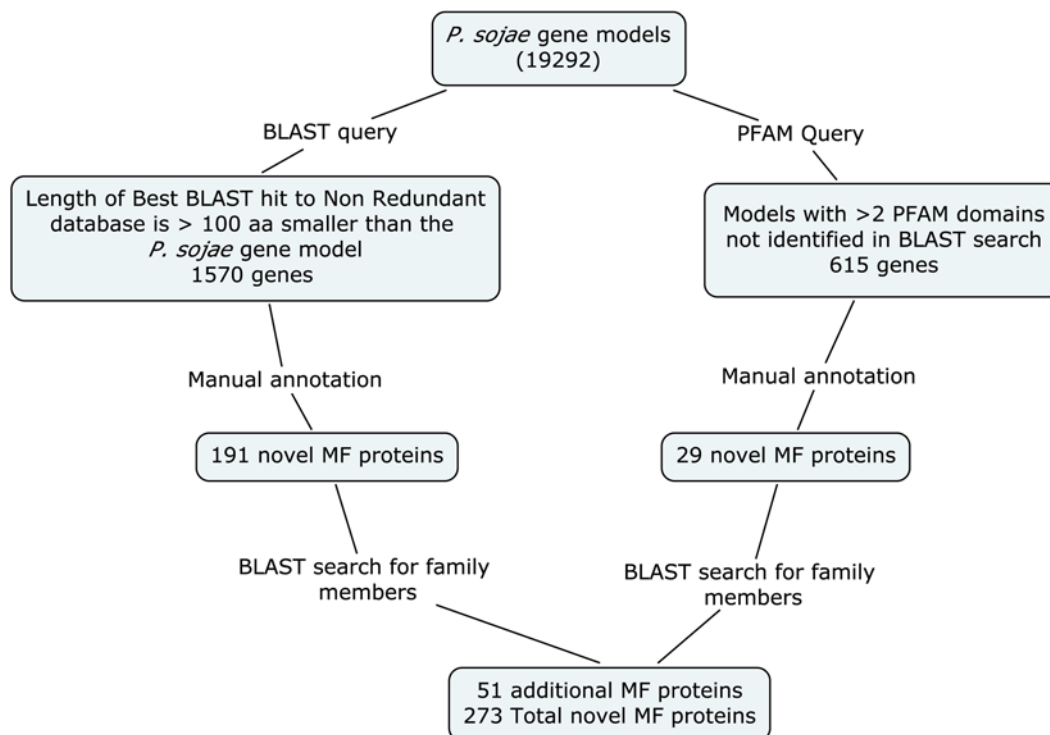 P. sojae gene models
(19292)
BLAST query
PFAM Query
Length of Best BLAST hit to Non Redundant
database is > 100 aa smaller than the
P. sojae gene model
1570 genes
Models with >2 PFAM domains
not identified in BLAST search
615 genes
Manual annotation
Manual annotation
191 novel MF proteins
29 novel MF proteins
BLAST search for family
members
BLAST search for family
members
51 additional MF proteins
273 Total novel MF proteins